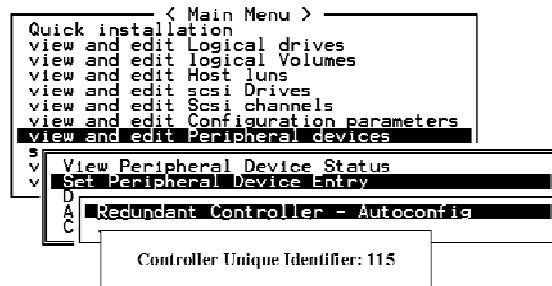 < Main Menu >
Quick installation
view and edit Logical drives
view and edit logical Volumes
view and edit Host luns
view and edit scsi Drives
view and edit Scsi channels
view and edit Configuration parameters
view and edit Peripheral devices
s
v View Peripheral Device Status
v Set Peripheral Device Entry
D
A Redundant Controller - Autoconfig
C
Controller Unique Identifier: 115